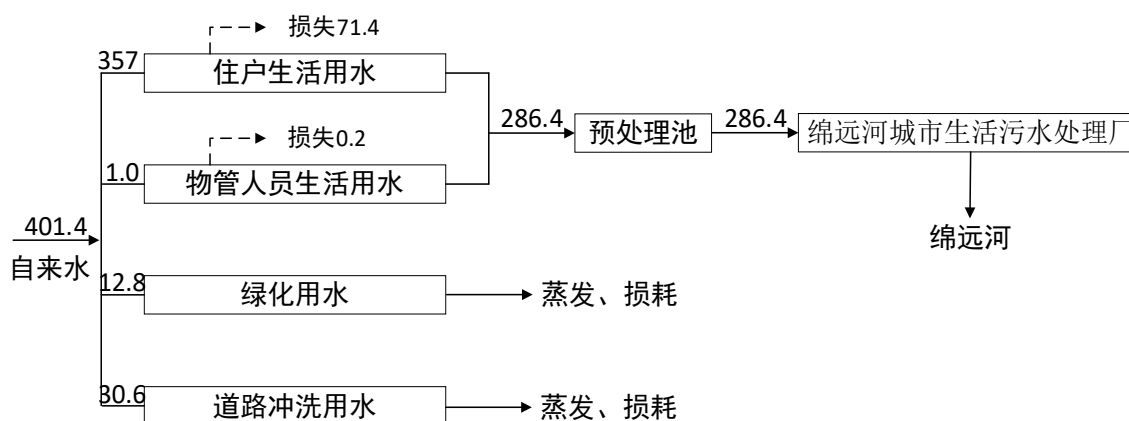 损失71.4
357
住户生活用水
损失0.2
286.4
预处理池
286.4
绵远河城市生活污水处理厂
1.0
物管人员生活用水
401.4
自来水
绵远河
12.8
绿化用水
蒸发、损耗
30.6
道路冲洗用水
蒸发、损耗